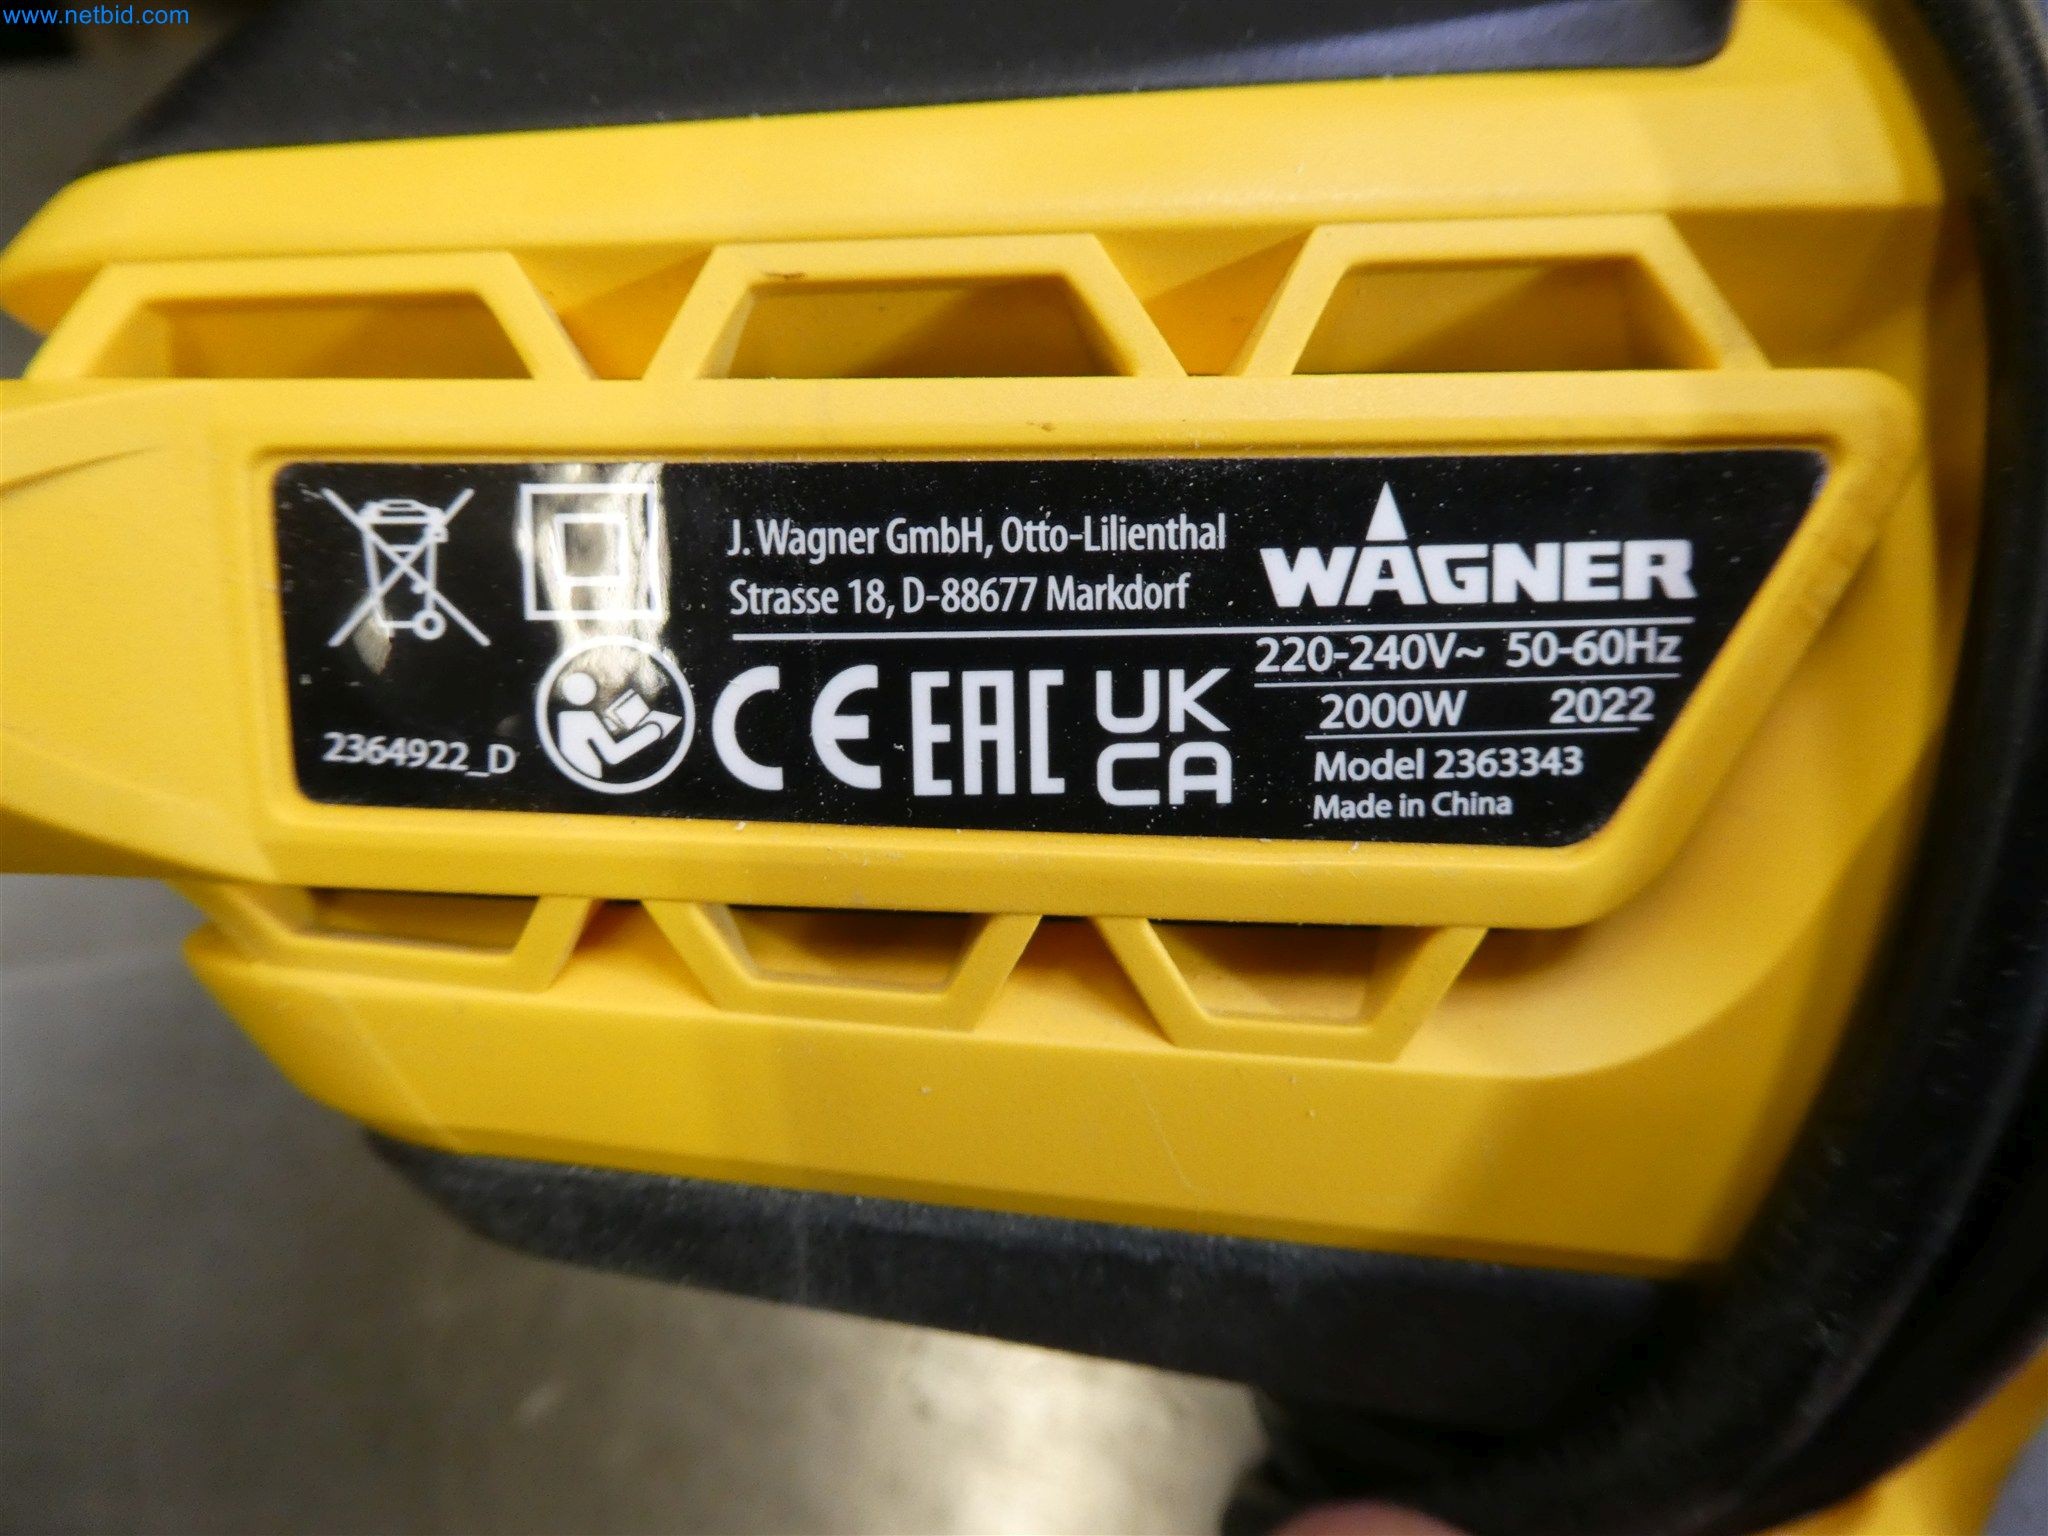 www.netbid.com
J. Wagner GmbH, Otto-Lilienthal
Strasse 18, D-88677 Markdorf
WAGNER
220-240V~ 50-60Hz
2000W 2022
Model 2363343
Made in China
2364922_D
CE EAC UK
CA